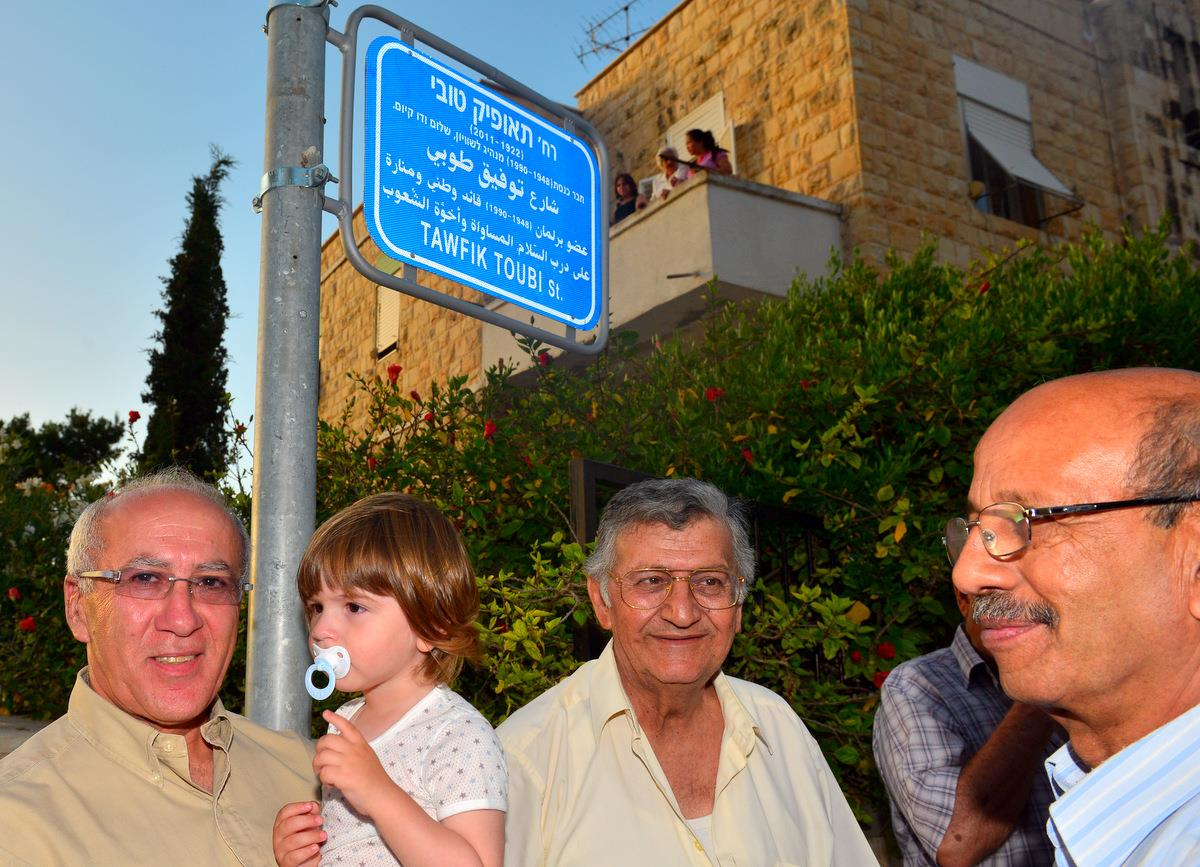 רח' תאופיק טובי
(2011-1922)
חבר כנסת (1990-1948) מנהיג לשוויון, שלום ודו קיום.
شارع توفيق طوبي
عضو برلمان (1948-1990) قائد وطني ومنارة
على درب السلام المساواة وأخوّة الشعوب
TAWFIK TOUBI St.